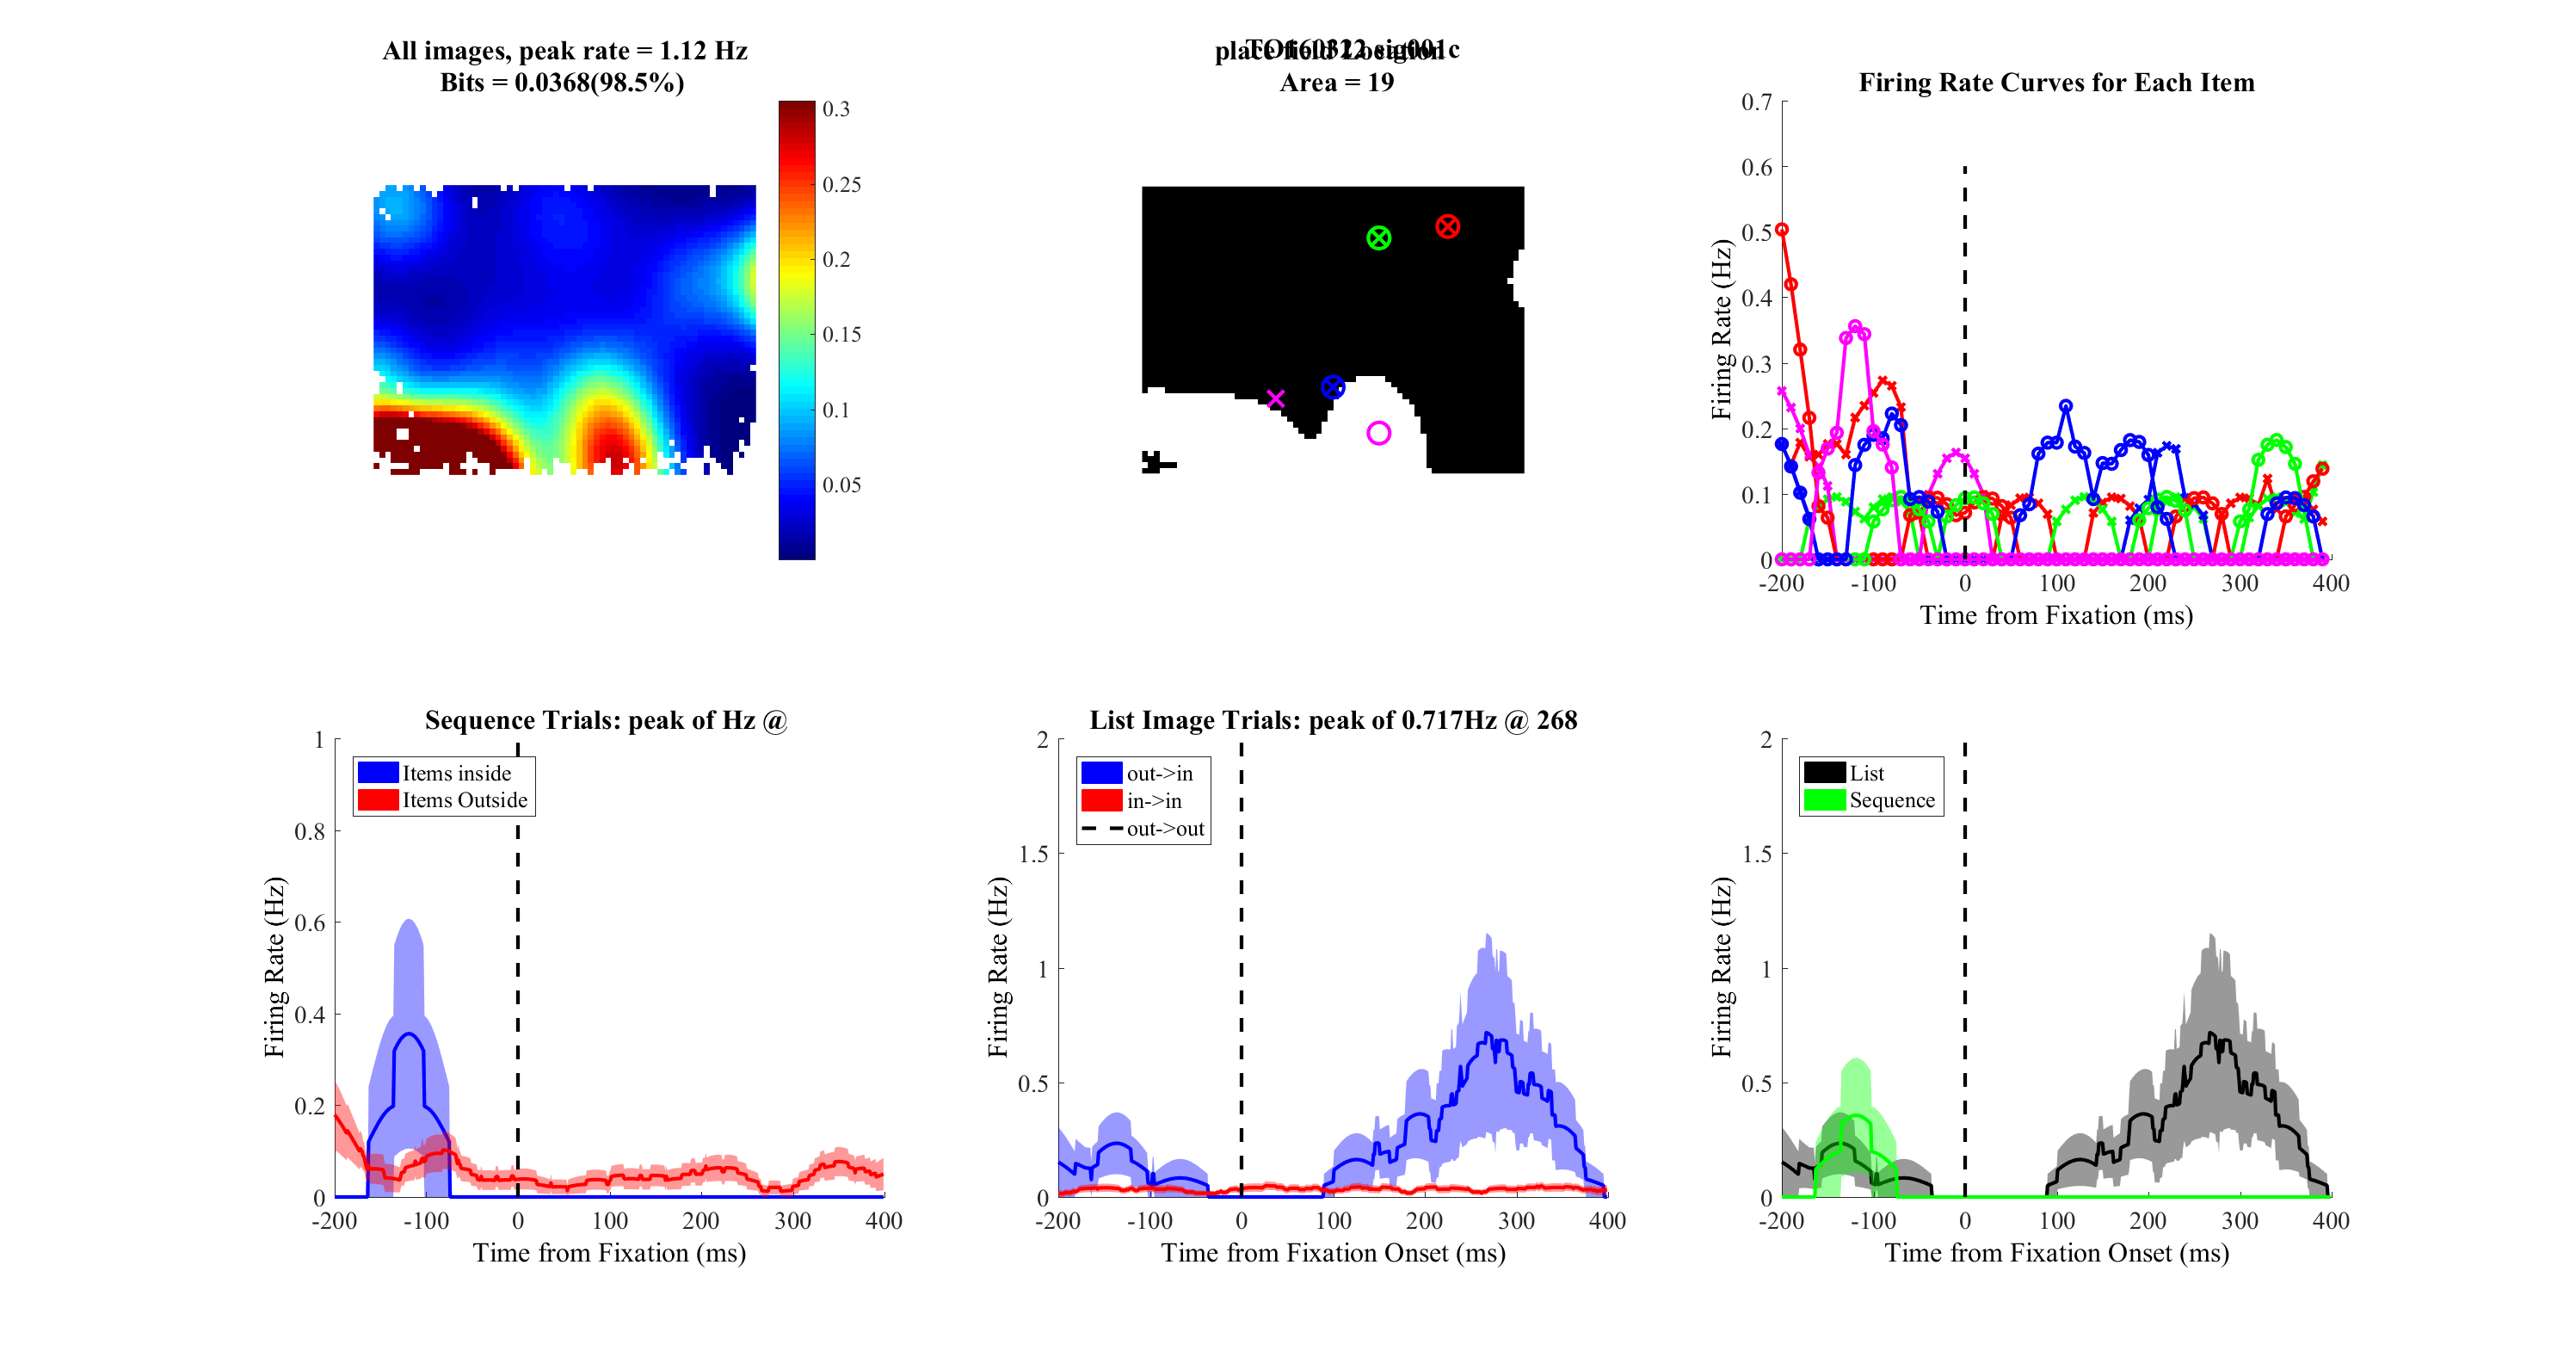 All images, peak rate = 1.12 Hz
Bits = 0.0368(98.5%)
0.3
0.25
0.2
0.15
0.1
0.05
place field Location
Area = 19
Firing Rate Curves for Each Item
Firing Rate (Hz)
0.7
0.6
0.5
0.4
0.3
0.2
0.1
0
-200 -100 0 100 200 300 400
Time from Fixation (ms)
Sequence Trials: peak of Hz @
Items inside
Items Outside
Firing Rate (Hz)
1
0.8
0.6
0.4
0.2
0
-200 -100 0 100 200 300 400
Time from Fixation (ms)
List Image Trials: peak of 0.717Hz @ 268
out->in
in->in
out->out
Firing Rate (Hz)
2
1.5
1
0.5
0
-200 -100 0 100 200 300 400
Time from Fixation Onset (ms)
List
Sequence
Firing Rate (Hz)
2
1.5
1
0.5
0
-200 -100 0 100 200 300 400
Time from Fixation Onset (ms)